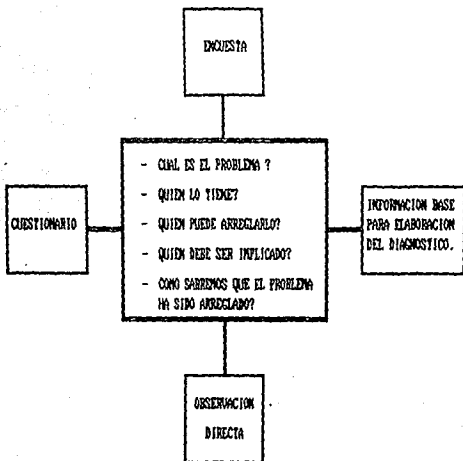 ENCUESTA
- CUAL ES EL PROBLEMA ?
- QUIEN LO TIENE?
- QUIEN PUEDE ARREGLARLO?
- QUIEN DEBE SER IMPLICADO?
- COMO SABREMOS QUE EL PROBLEMA
HA SIDO ARREGLADO?
CUESTIONARIO
INFORMACION BASE
PARA ELABORACION
DEL DIAGNOSTICO.
OBSERVACION
DIRECTA